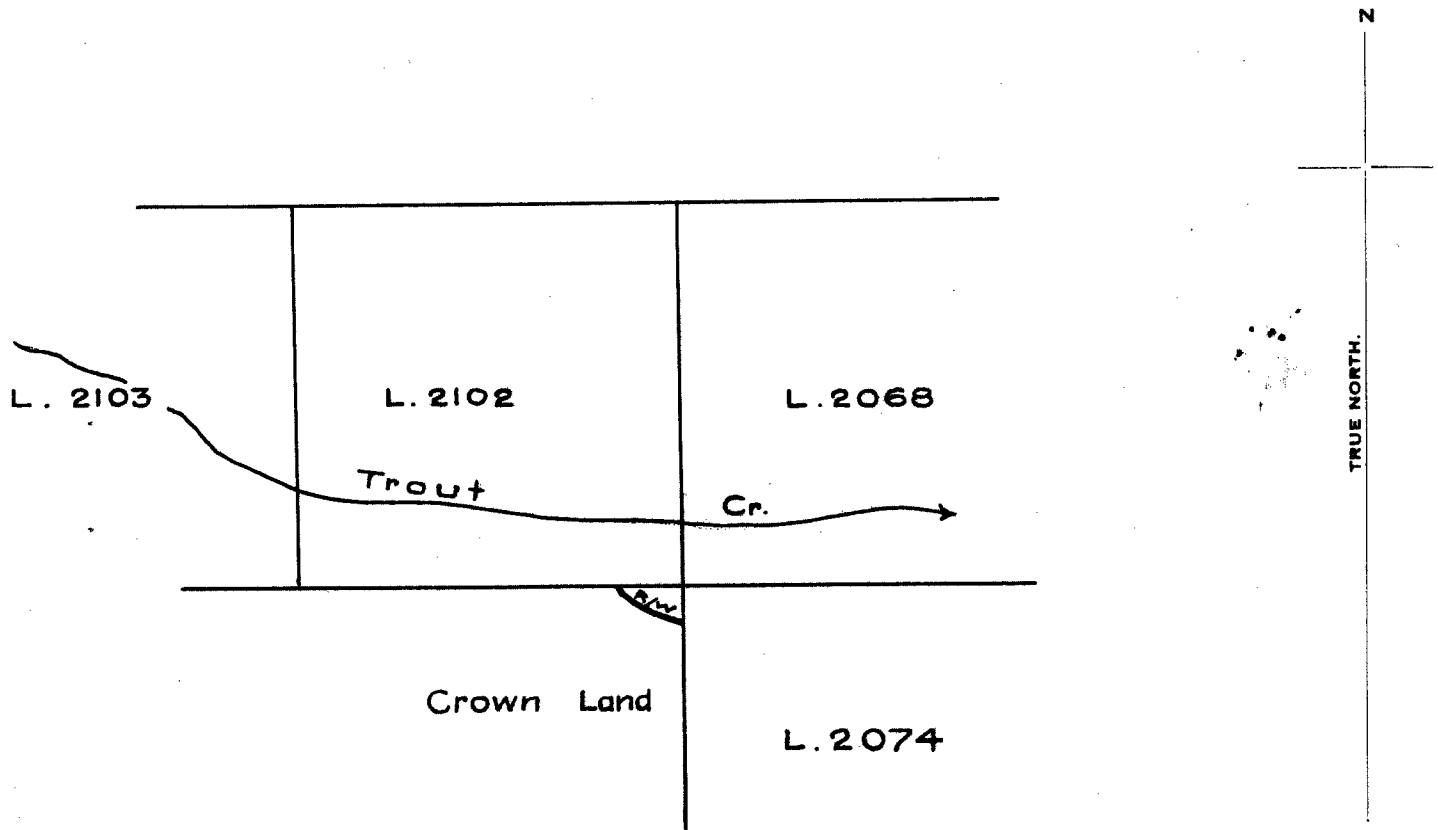 N
TRUE NORTH.
L. 2103
L. 2102
L. 2068
Trout Cr.
R/W
Crown Land
L. 2074